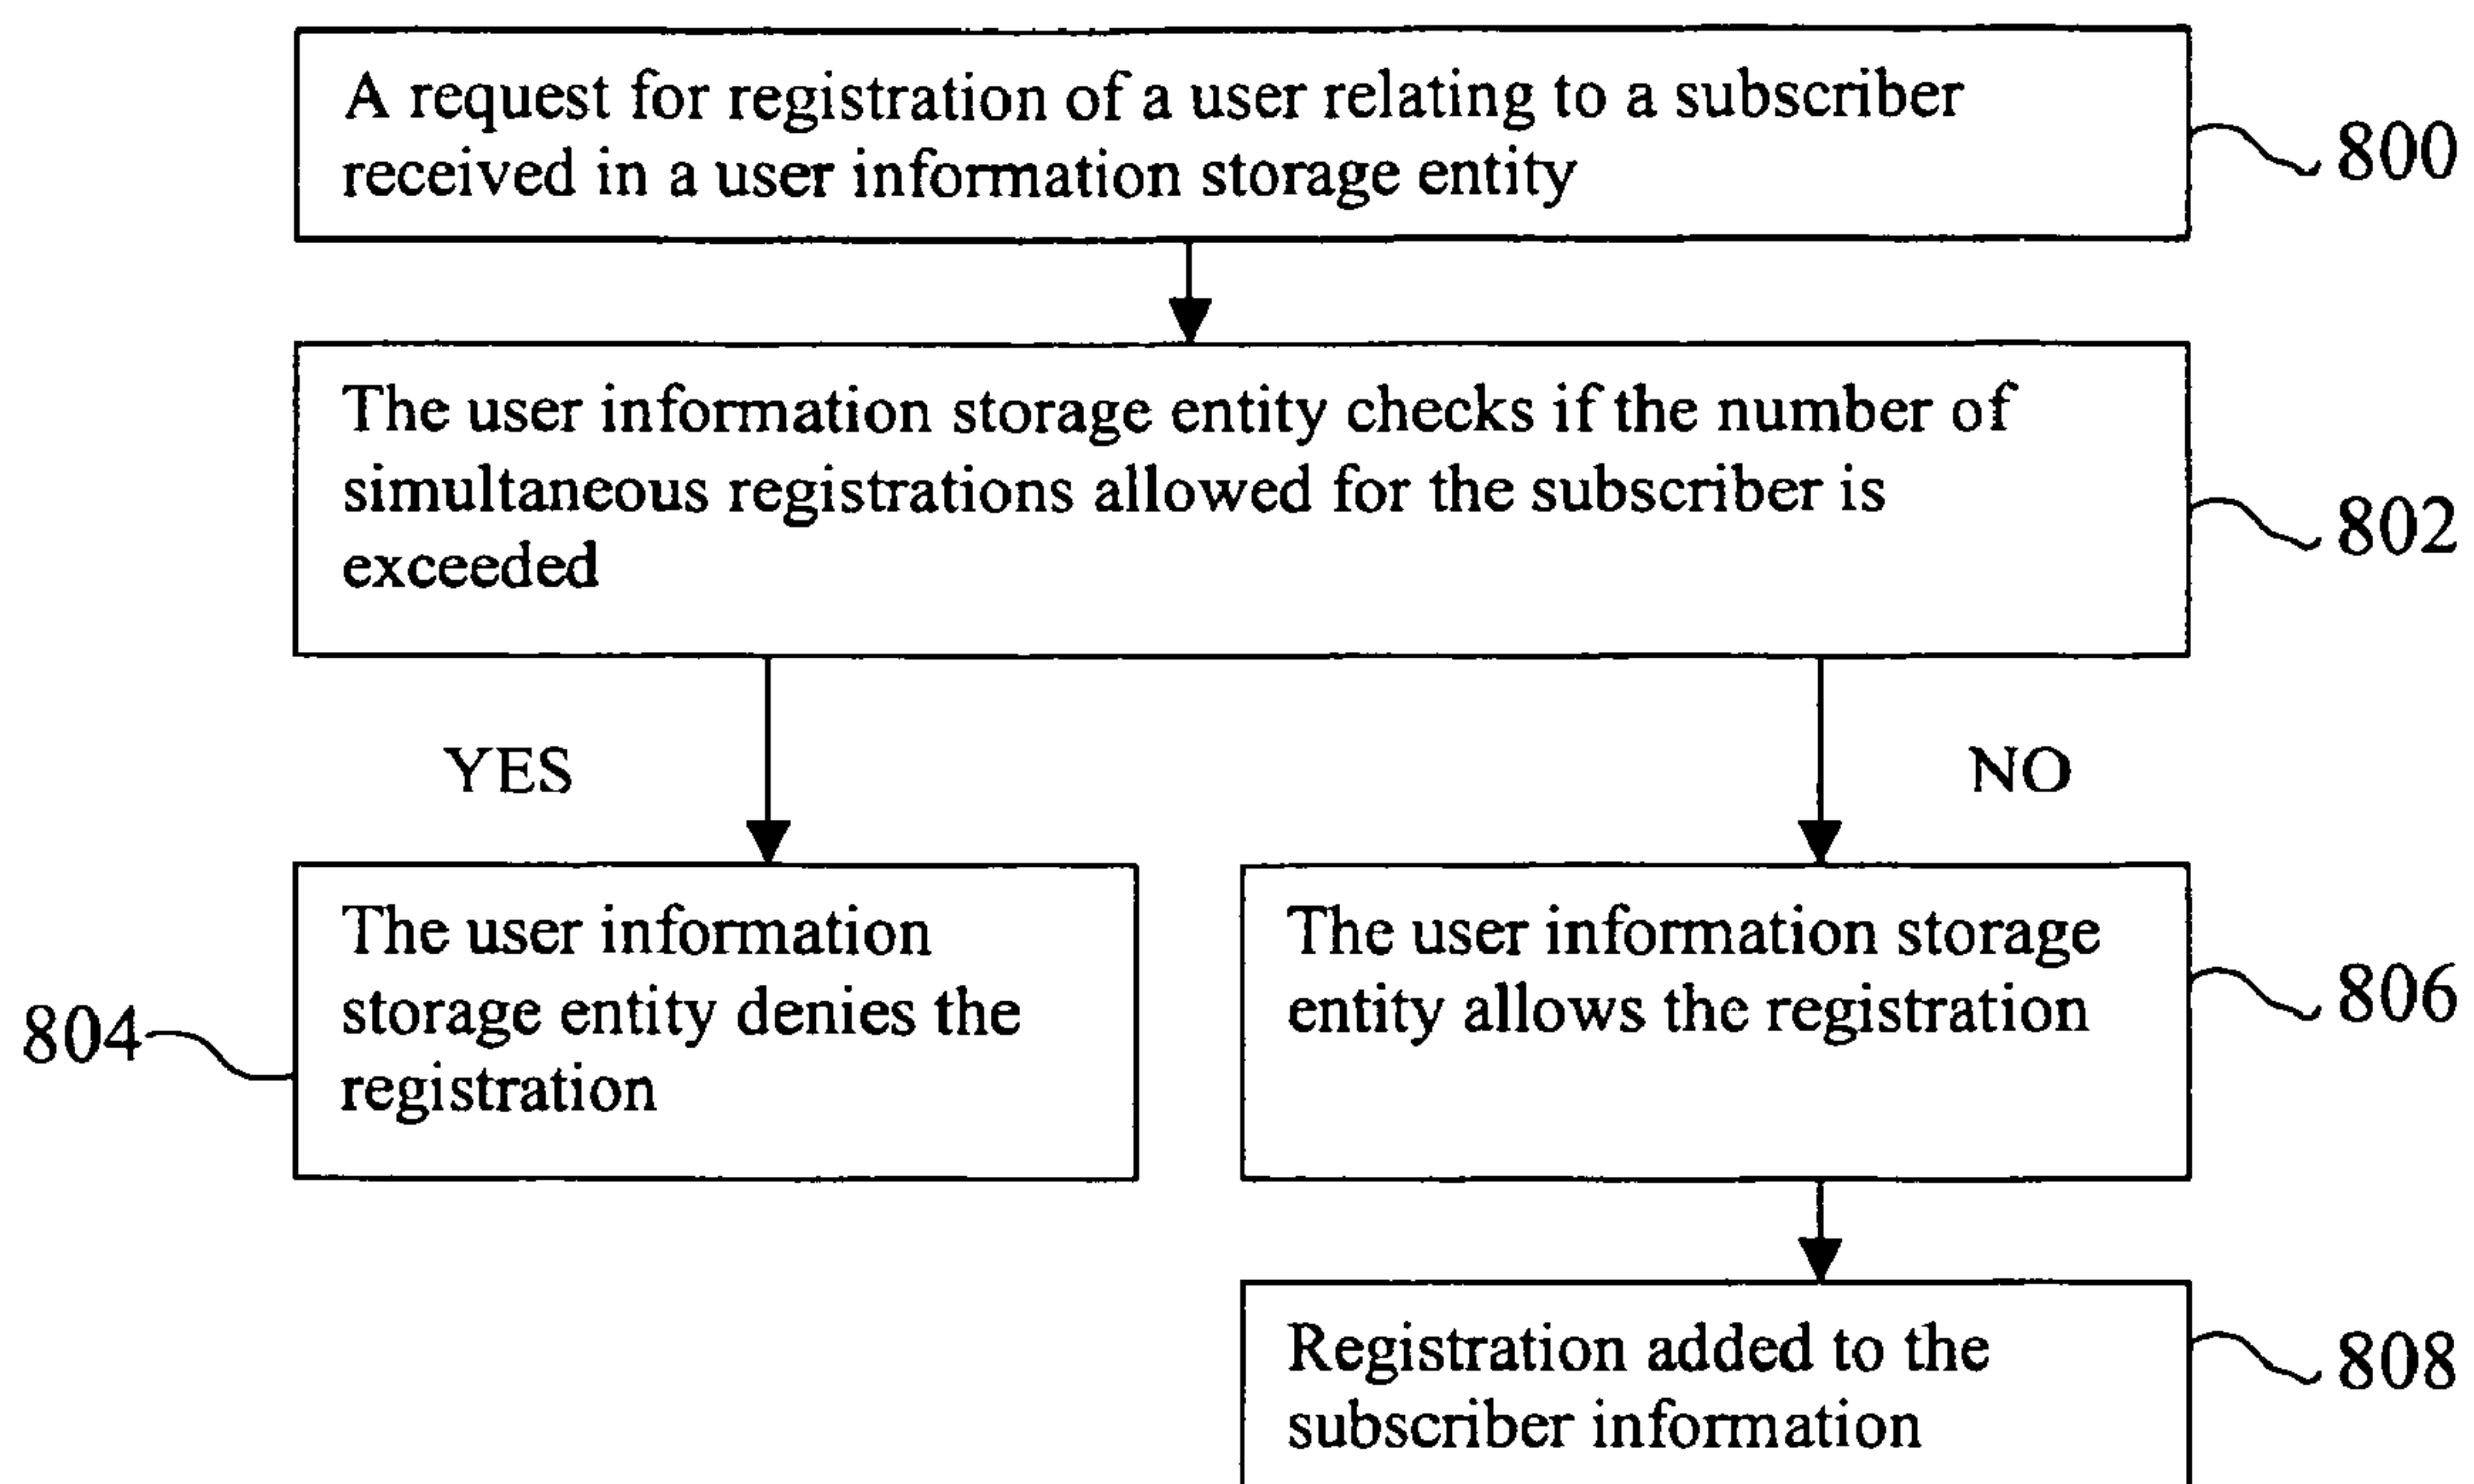 A request for registration of a user relating to a subscriber
received in a user information storage entity
800
The user information storage entity checks if the number of
simultaneous registrations allowed for the subscriber is
exceeded
802
YES
NO
The user information
storage entity denies the
registration
804
The user information storage
entity allows the registration
806
Registration added to the
subscriber information
808